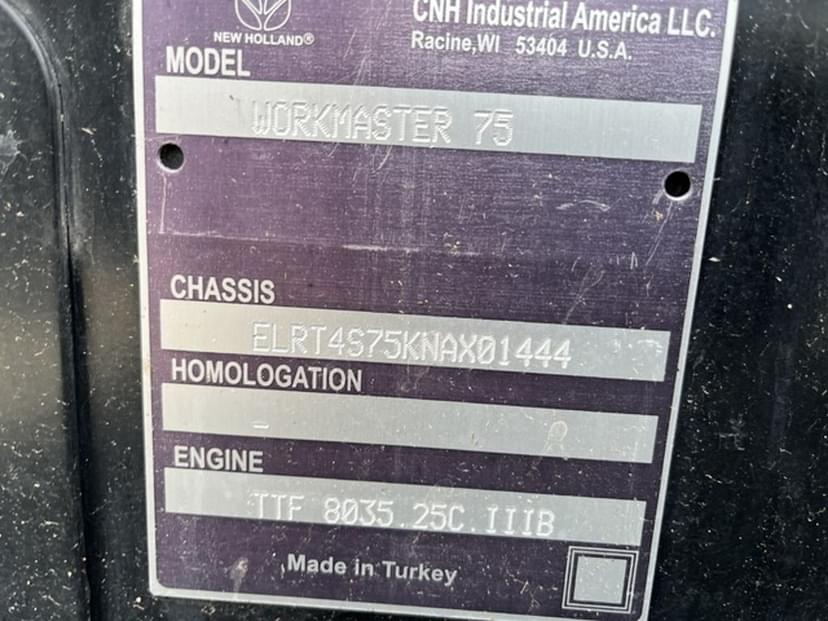 NEW HOLLAND®
CNH Industrial America LLC.
Racine,WI 53404 U.S.A.
MODEL
WORKMASTER 75
CHASSIS
ELRT4S75KNAX01444
HOMOLOGATION
-
ENGINE
TTF 8035.25C.IIIB
Made in Turkey